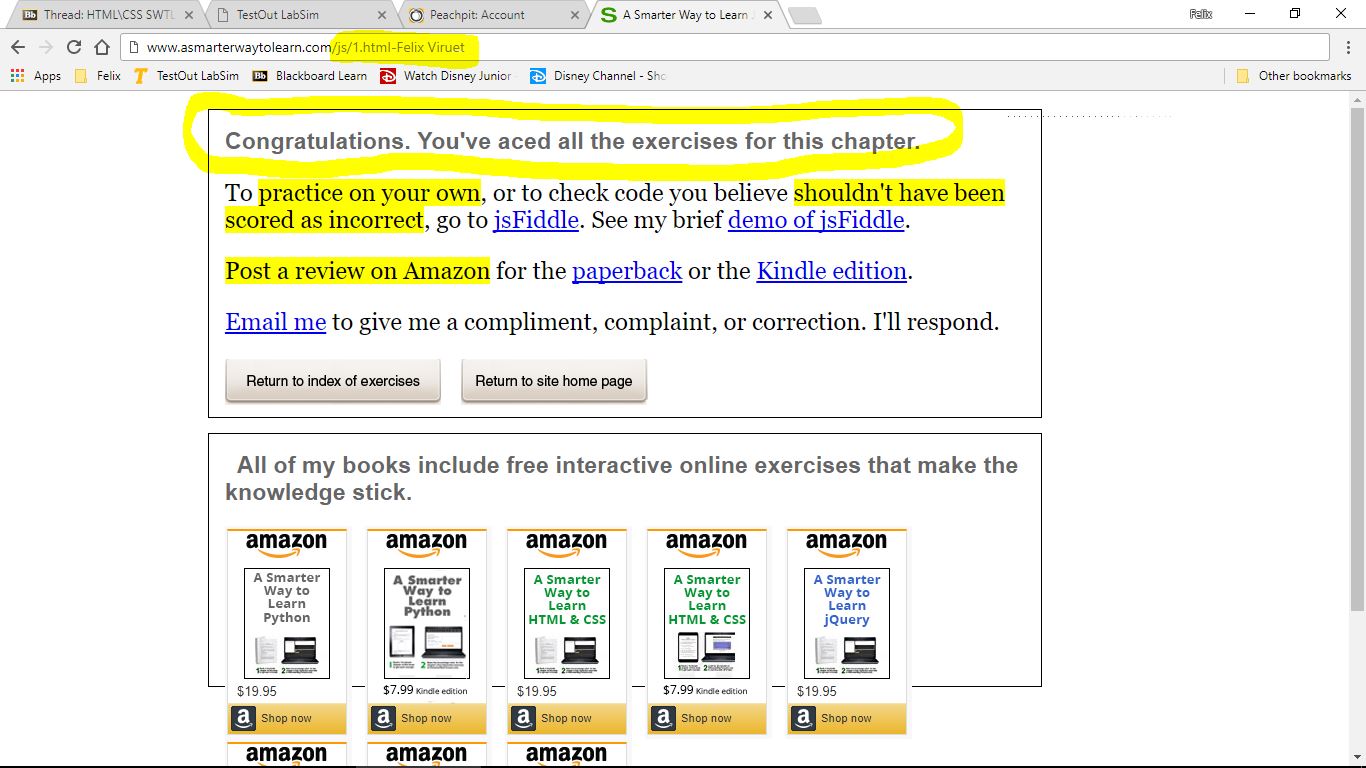 Thread: HTML\CSS SWTL
TestOut LabSim
Peachpit: Account
A Smarter Way to Learn J
Felix
www.asmarterwaytolearn.com/js/1.html-Felix Viruet
Apps Felix TestOut LabSim Bb Blackboard Learn Watch Disney Junior Disney Channel - Sho Other bookmarks
Congratulations. You've aced all the exercises for this chapter.
To practice on your own, or to check code you believe shouldn't have been
scored as incorrect, go to jsFiddle. See my brief demo of jsFiddle.
Post a review on Amazon for the paperback or the Kindle edition.
Email me to give me a compliment, complaint, or correction. I'll respond.
Return to index of exercises Return to site home page
All of my books include free interactive online exercises that make the
knowledge stick.
amazon amazon amazon amazon amazon
A Smarter A Smarter A Smarter A Smarter A Smarter
Way to Way to Way to Way to Way to
Learn Learn Learn Learn Learn
Python Python HTML & CSS HTML & CSS jQuery
$19.95 $7.99 Kindle edition $19.95 $7.99 Kindle edition $19.95
a Shop now a Shop now a Shop now a Shop now a Shop now
amazon amazon amazon